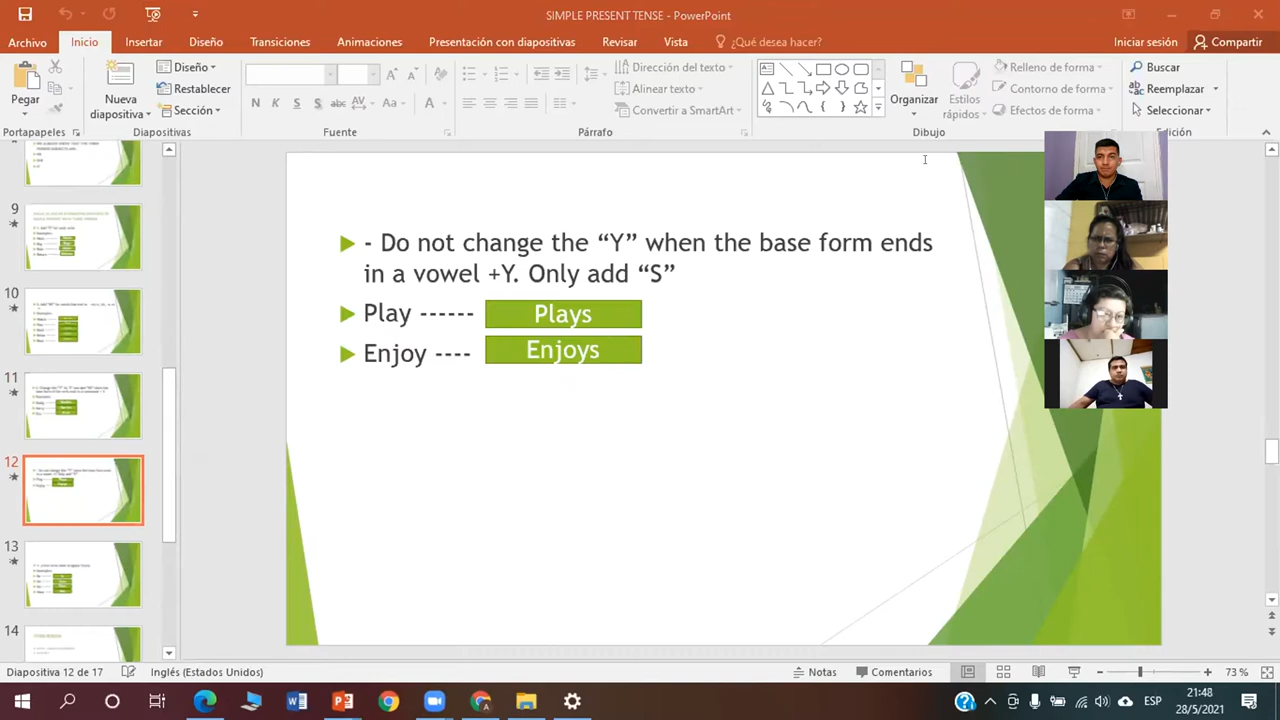 SIMPLE PRESENT TENSE - PowerPoint
Archivo Inicio Insertar Diseño Transiciones Animaciones Presentación con diapositivas Revisar Vista ¿Qué desea hacer? Iniciar sesión Compartir
Pegar
Nueva
diapositiva
Diseño
Restablecer
Sección
N K S S abc AV Aa A
Dirección del texto
Alinear texto
Convertir a SmartArt
Organizar
Estilos
rápidos
Relleno de forma
Contorno de forma
Efectos de forma
Buscar
Reemplazar
Seleccionar
Portapapeles Diapositivas Fuente Párrafo Dibujo Edición
9
10
11
12
13
14
- Do not change the “Y” when the base form ends
in a vowel +Y. Only add “S”
Play ------ Plays
Enjoy ---- Enjoys
Diapositiva 12 de 17 Inglés (Estados Unidos) Notas Comentarios 73 %
ESP
21:48
28/5/2021